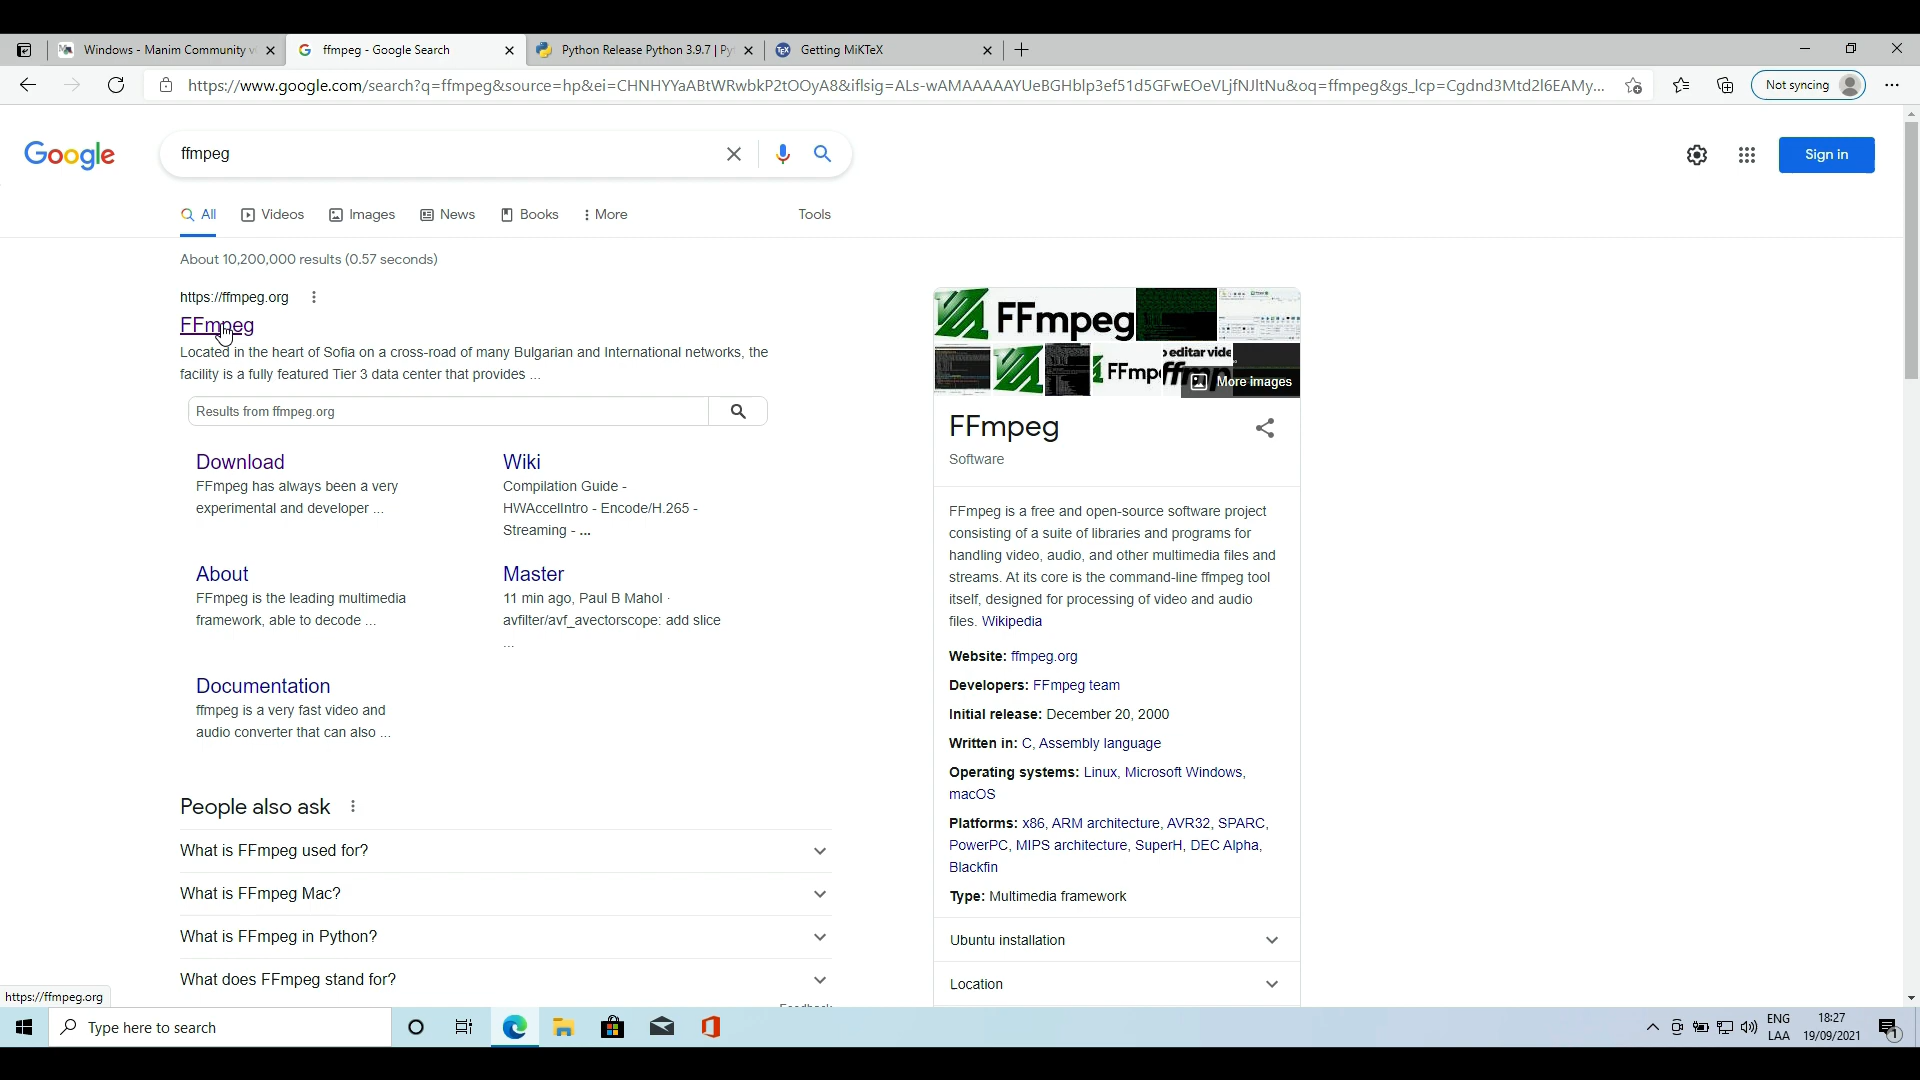 Windows - Manim Community v
ffmpeg - Google Search
Python Release Python 3.9.7 | Py
Getting MiKTeX
https://www.google.com/search?q=ffmpeg&source=hp&ei=CHNHYYaABtWRwbkP2tOOyA8&iflsig=ALs-wAMAAAAAYUeBGHblp3ef51d5GFwEOeVLjfNJltNu&oq=ffmpeg&gs_lcp=Cgdnd3Mtd2l6EAMy...
Not syncing
Google
ffmpeg
Sign in
All
Videos
Images
News
Books
More
Tools
About 10,200,000 results (0.57 seconds)
https://ffmpeg.org
FFmpeg
Located in the heart of Sofia on a cross-road of many Bulgarian and International networks, the
facility is a fully featured Tier 3 data center that provides ...
Results from ffmpeg.org
Download
FFmpeg has always been a very
experimental and developer ...
Wiki
Compilation Guide -
HWAccelIntro - Encode/H.265 -
Streaming - ...
About
FFmpeg is the leading multimedia
framework, able to decode ...
Master
11 min ago, Paul B Mahol ·
avfilter/avf_avectorscope: add slice
...
Documentation
ffmpeg is a very fast video and
audio converter that can also ...
People also ask
What is FFmpeg used for?
What is FFmpeg Mac?
What is FFmpeg in Python?
What does FFmpeg stand for?
Feedback
FFmpeg
FFmp
o editar vide
ffmp
More images
FFmpeg
Software
FFmpeg is a free and open-source software project
consisting of a suite of libraries and programs for
handling video, audio, and other multimedia files and
streams. At its core is the command-line ffmpeg tool
itself, designed for processing of video and audio
files. Wikipedia
Website: ffmpeg.org
Developers: FFmpeg team
Initial release: December 20, 2000
Written in: C, Assembly language
Operating systems: Linux, Microsoft Windows,
macOS
Platforms: x86, ARM architecture, AVR32, SPARC,
PowerPC, MIPS architecture, SuperH, DEC Alpha,
Blackfin
Type: Multimedia framework
Ubuntu installation
Location
https://ffmpeg.org
Type here to search
ENG
LAA
18:27
19/09/2021
1